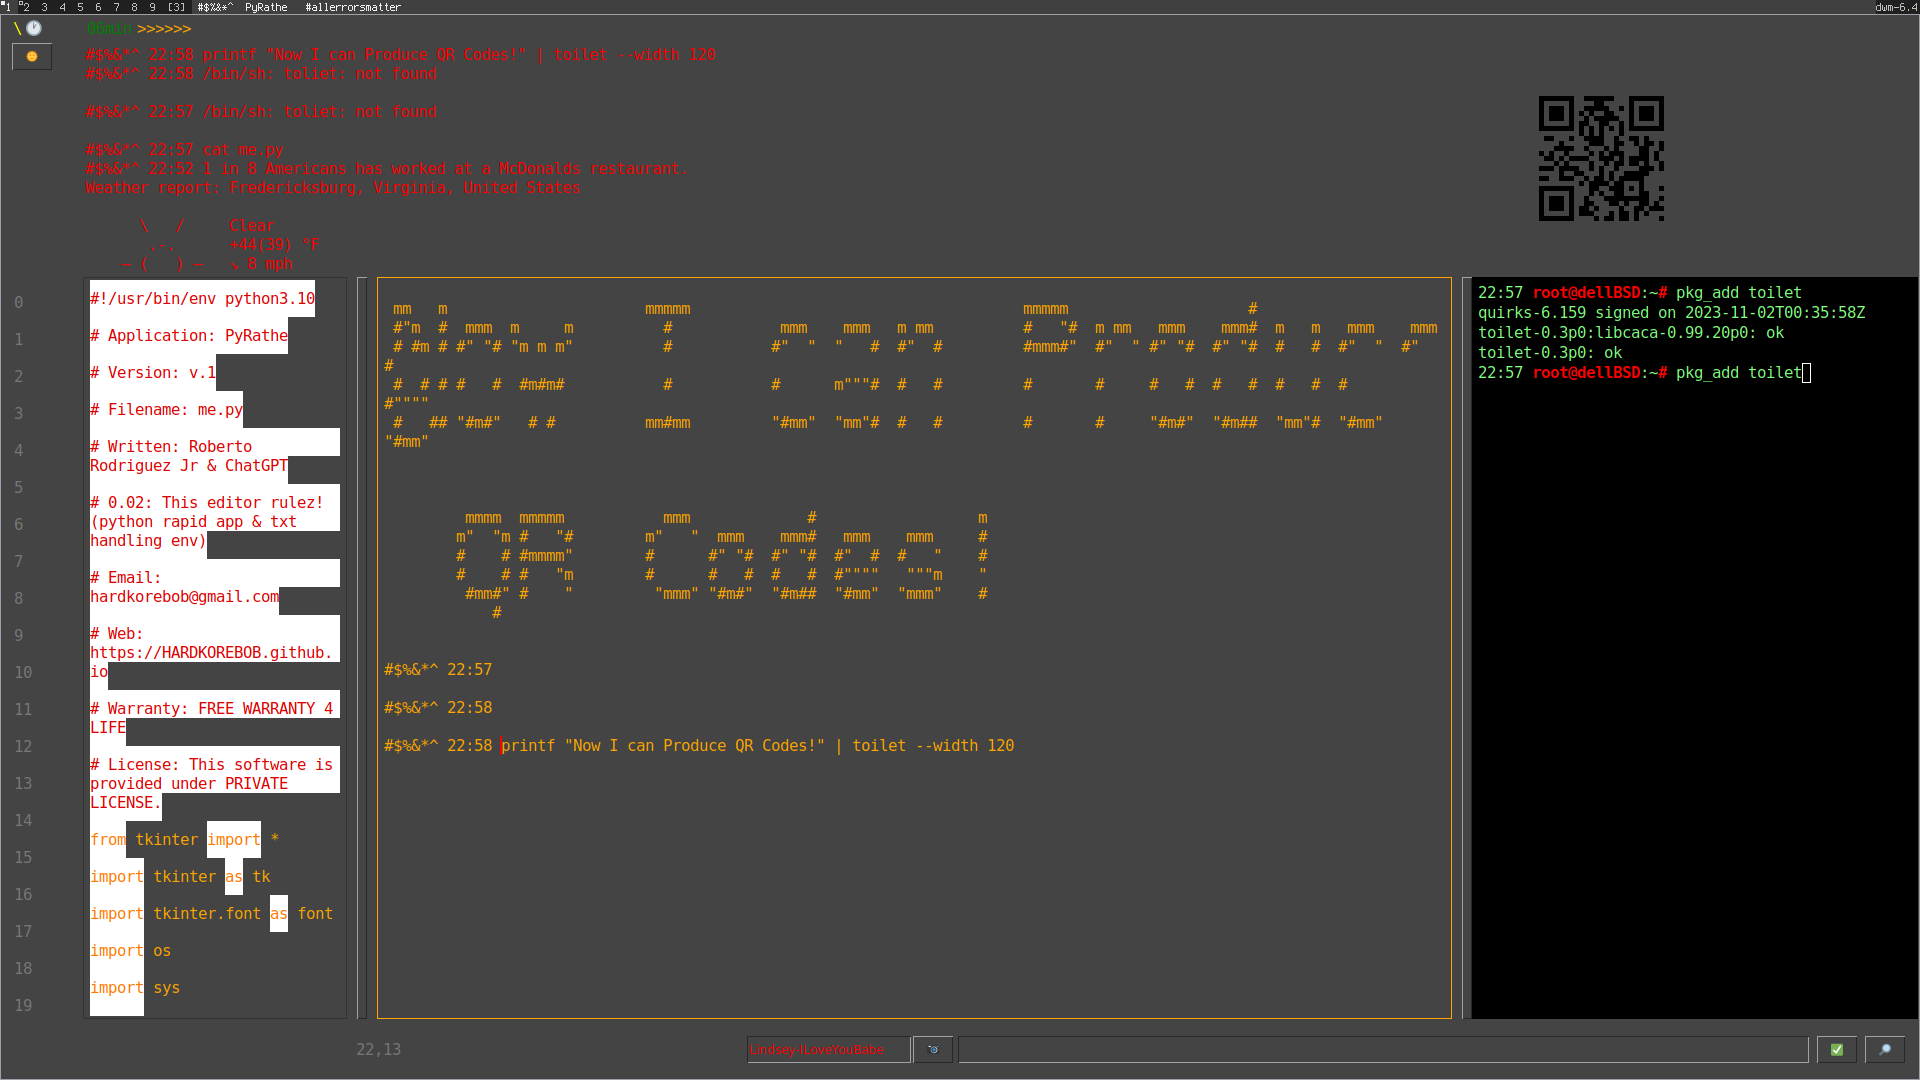 1 2 3 4 5 6 7 8 9 [3] #$%&*^ PyRathe #allerrorsmatter
dwm-6.4
\ 06min >>>>>>
#$%&*^ 22:58 printf "Now I can Produce QR Codes!" | toilet --width 120
#$%&*^ 22:58 /bin/sh: toliet: not found
#$%&*^ 22:57 /bin/sh: toliet: not found
#$%&*^ 22:57 cat me.py
#$%&*^ 22:52 1 in 8 Americans has worked at a McDonalds restaurant.
Weather report: Fredericksburg, Virginia, United States
\ / Clear
.-. +44(39) °F
― ( ) ― ↘ 8 mph
0
1
2
3
4
5
6
7
8
9
10
11
12
13
14
15
16
17
18
19
#!/usr/bin/env python3.10
# Application: PyRathe
# Version: v.1
# Filename: me.py
# Written: Roberto
Rodriguez Jr & ChatGPT
# 0.02: This editor rulez!
(python rapid app & txt
handling env)
# Email:
hardkorebob@gmail.com
# Web:
https://HARDKOREBOB.github.
io
# Warranty: FREE WARRANTY 4
LIFE
# License: This software is
provided under PRIVATE
LICENSE.
from tkinter import *
import tkinter as tk
import tkinter.font as font
import os
import sys
Now I can Produce
QR Codes!
#$%&*^ 22:57
#$%&*^ 22:58
#$%&*^ 22:58 printf "Now I can Produce QR Codes!" | toilet --width 120
22:57 root@dellBSD:~# pkg_add toilet
quirks-6.159 signed on 2023-11-02T00:35:58Z
toilet-0.3p0:libcaca-0.99.20p0: ok
toilet-0.3p0: ok
22:57 root@dellBSD:~# pkg_add toilet
22,13
Lindsey4LoveYouBabe